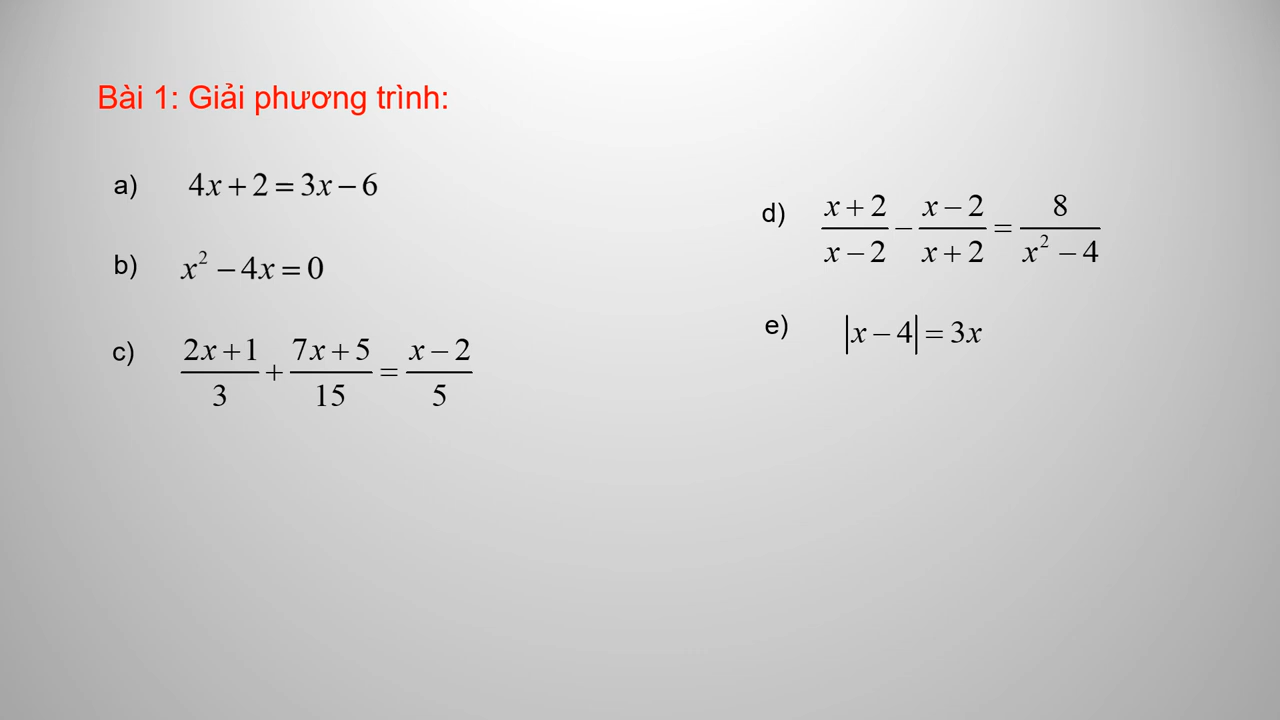 Bài 1: Giải phương trình:
a) 4x + 2 = 3x − 6
b) x² − 4x = 0
c) (2x + 1)/3 + (7x + 5)/15 = (x − 2)/5
d) (x + 2)/(x − 2) − (x − 2)/(x + 2) = 8/(x² − 4)
e) |x − 4| = 3x